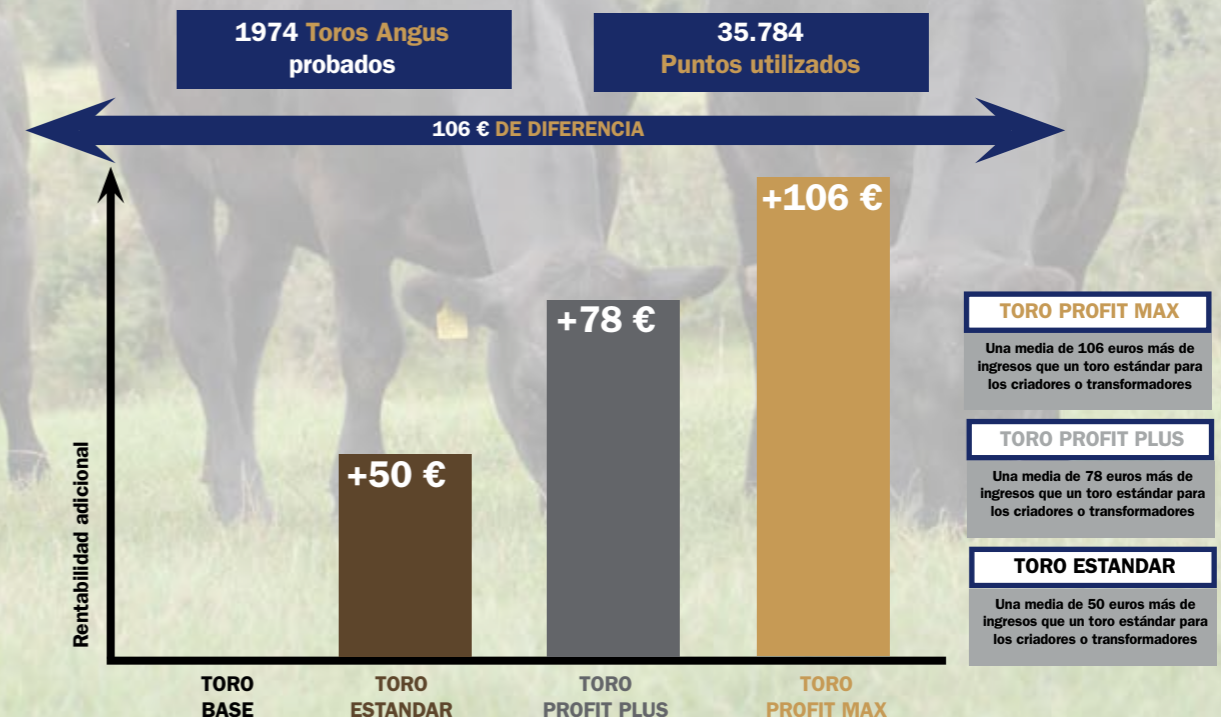 1974 Toros Angus
probados
35.784
Puntos utilizados
106 € DE DIFERENCIA
Rentabilidad adicional
+50 €
+78 €
+106 €
TORO
BASE
TORO
ESTANDAR
TORO
PROFIT PLUS
TORO
PROFIT MAX
TORO PROFIT MAX
Una media de 106 euros más de
ingresos que un toro estándar para
los criadores o transformadores
TORO PROFIT PLUS
Una media de 78 euros más de
ingresos que un toro estándar para
los criadores o transformadores
TORO ESTANDAR
Una media de 50 euros más de
ingresos que un toro estándar para
los criadores o transformadores